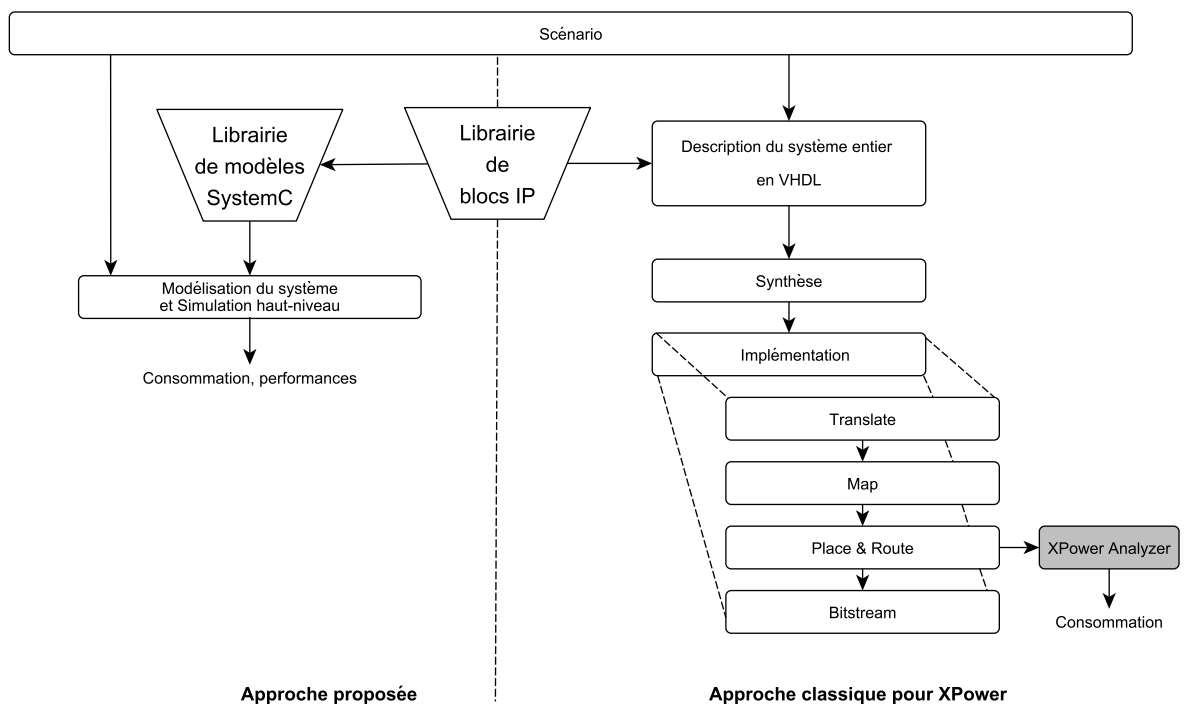 Scénario
Librairie
de modèles
SystemC
Librairie
de
blocs IP
Description du système entier
en VHDL
Modélisation du système
et Simulation haut-niveau
Consommation, performances
Synthèse
Implémentation
Translate
Map
Place & Route
XPower Analyzer
Bitstream
Consommation
Approche proposée
Approche classique pour XPower